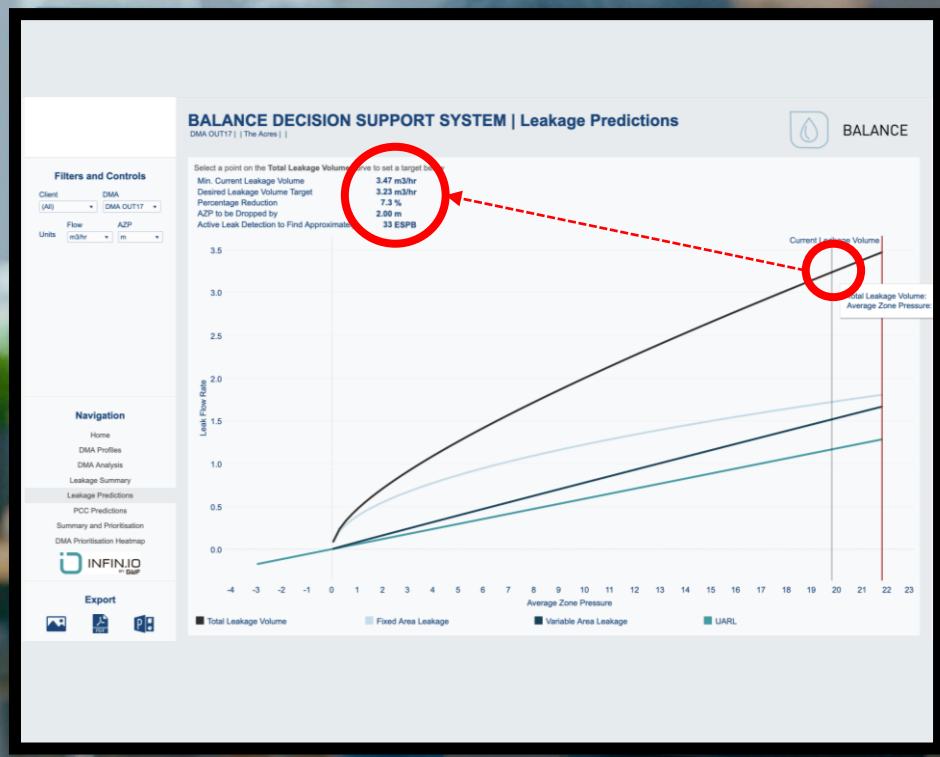 BALANCE DECISION SUPPORT SYSTEM | Leakage Predictions
DMA OUT17 | | The Acres | |
BALANCE
Filters and Controls
Client
DMA
(All)
DMA OUT17
Flow
AZP
Units
m3/hr
m
Select a point on the Total Leakage Volume to set a target
Min. Current Leakage Volume 3.47 m3/hr
Desired Leakage Volume Target 3.23 m3/hr
Percentage Reduction 7.3 %
AZP to be Dropped by 2.00 m
Active Leak Detection to Find Approximate 33 ESPB
Current Leakage Volume
Total Leakage Volume:
Average Zone Pressure:
3.5
3.0
2.5
2.0
1.5
1.0
0.5
0.0
Leak Flow Rate
-4 -3 -2 -1 0 1 2 3 4 5 6 7 8 9 10 11 12 13 14 15 16 17 18 19 20 21 22 23
Average Zone Pressure
Total Leakage Volume
Fixed Area Leakage
Variable Area Leakage
UARL
Navigation
Home
DMA Profiles
DMA Analysis
Leakage Summary
Leakage Predictions
PCC Predictions
Summary and Prioritisation
DMA Prioritisation Heatmap
INFIN.IO
BY GWF
Export
PDF